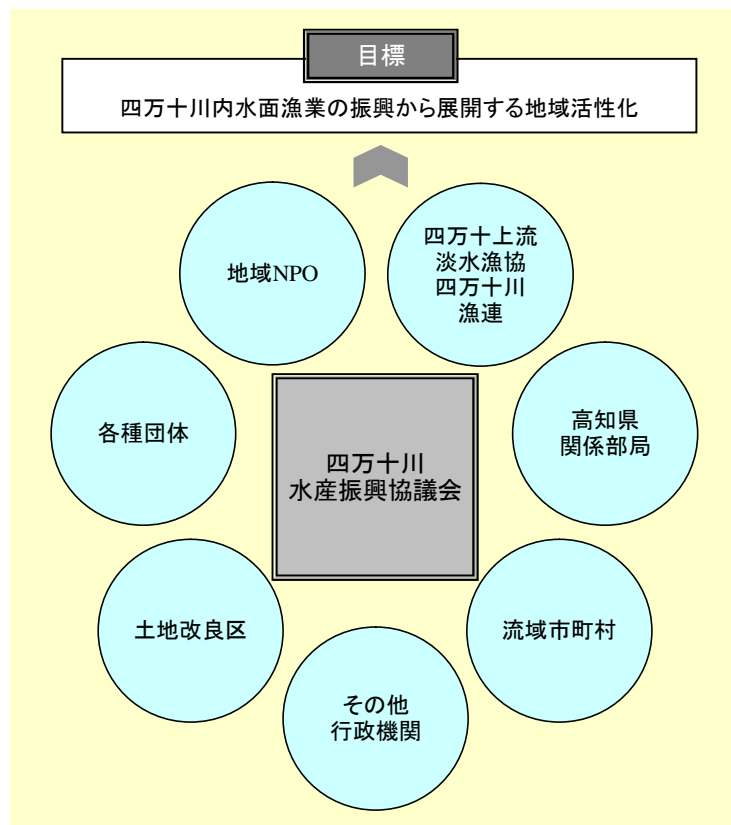 目標
四万十川内水面漁業の振興から展開する地域活性化
地域NPO
四万十上流
淡水漁協
四万十川
漁連
各種団体
四万十川
水産振興協議会
高知県
関係部局
土地改良区
流域市町村
その他
行政機関